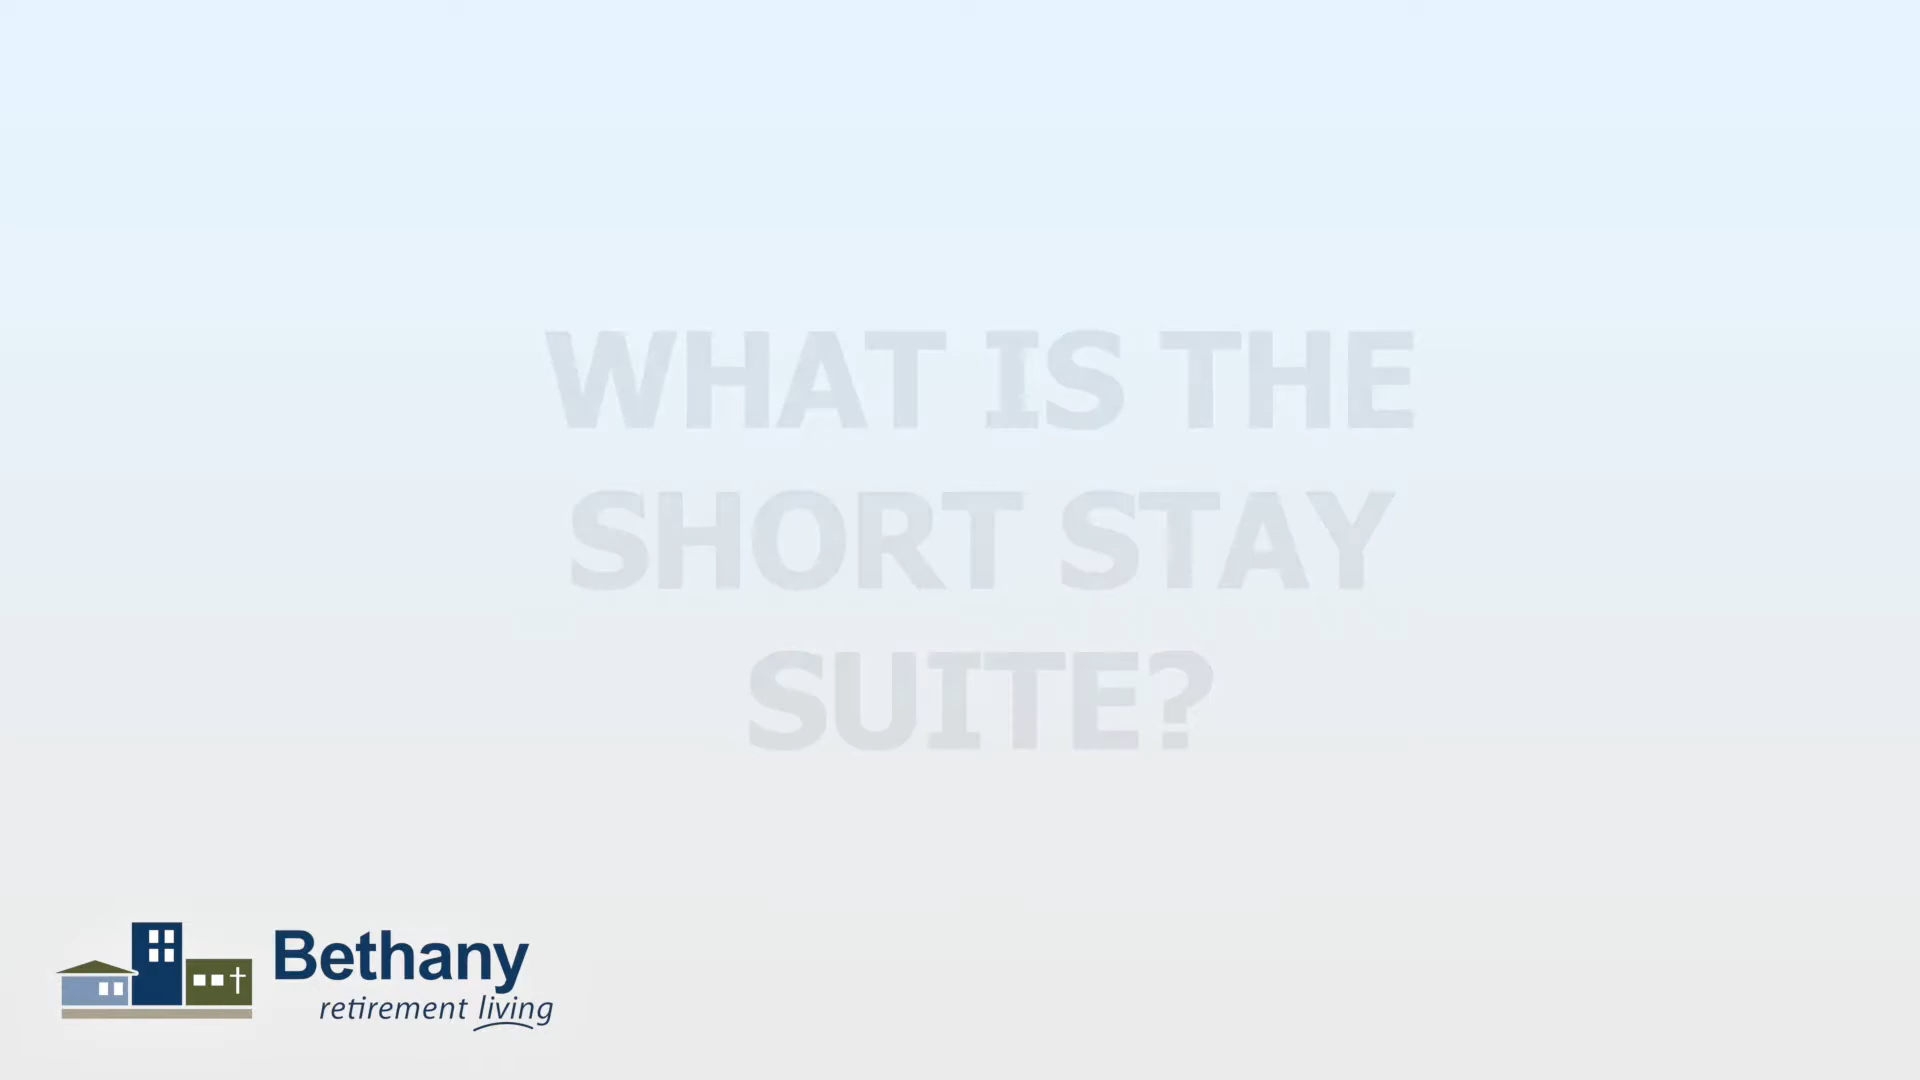 WHAT IS THE
SHORT STAY
SUITE?
Bethany
retirement living